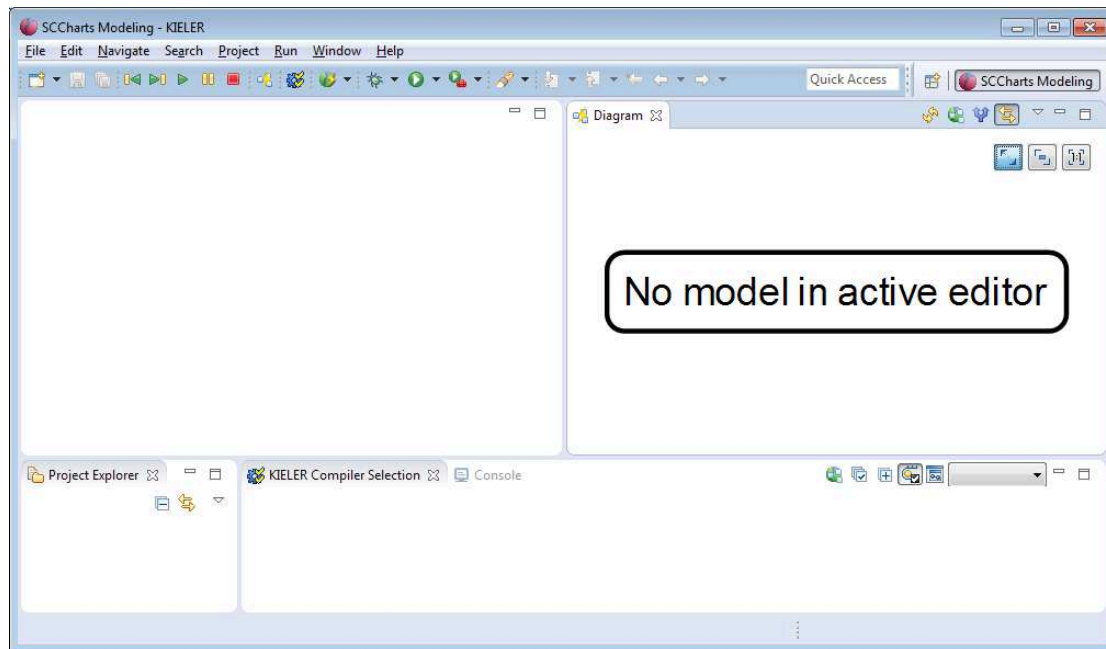 SCCharts Modeling - KIELER
File Edit Navigate Search Project Run Window Help
Quick Access
SCCharts Modeling
Diagram
No model in active editor
Project Explorer
KIELER Compiler Selection
Console